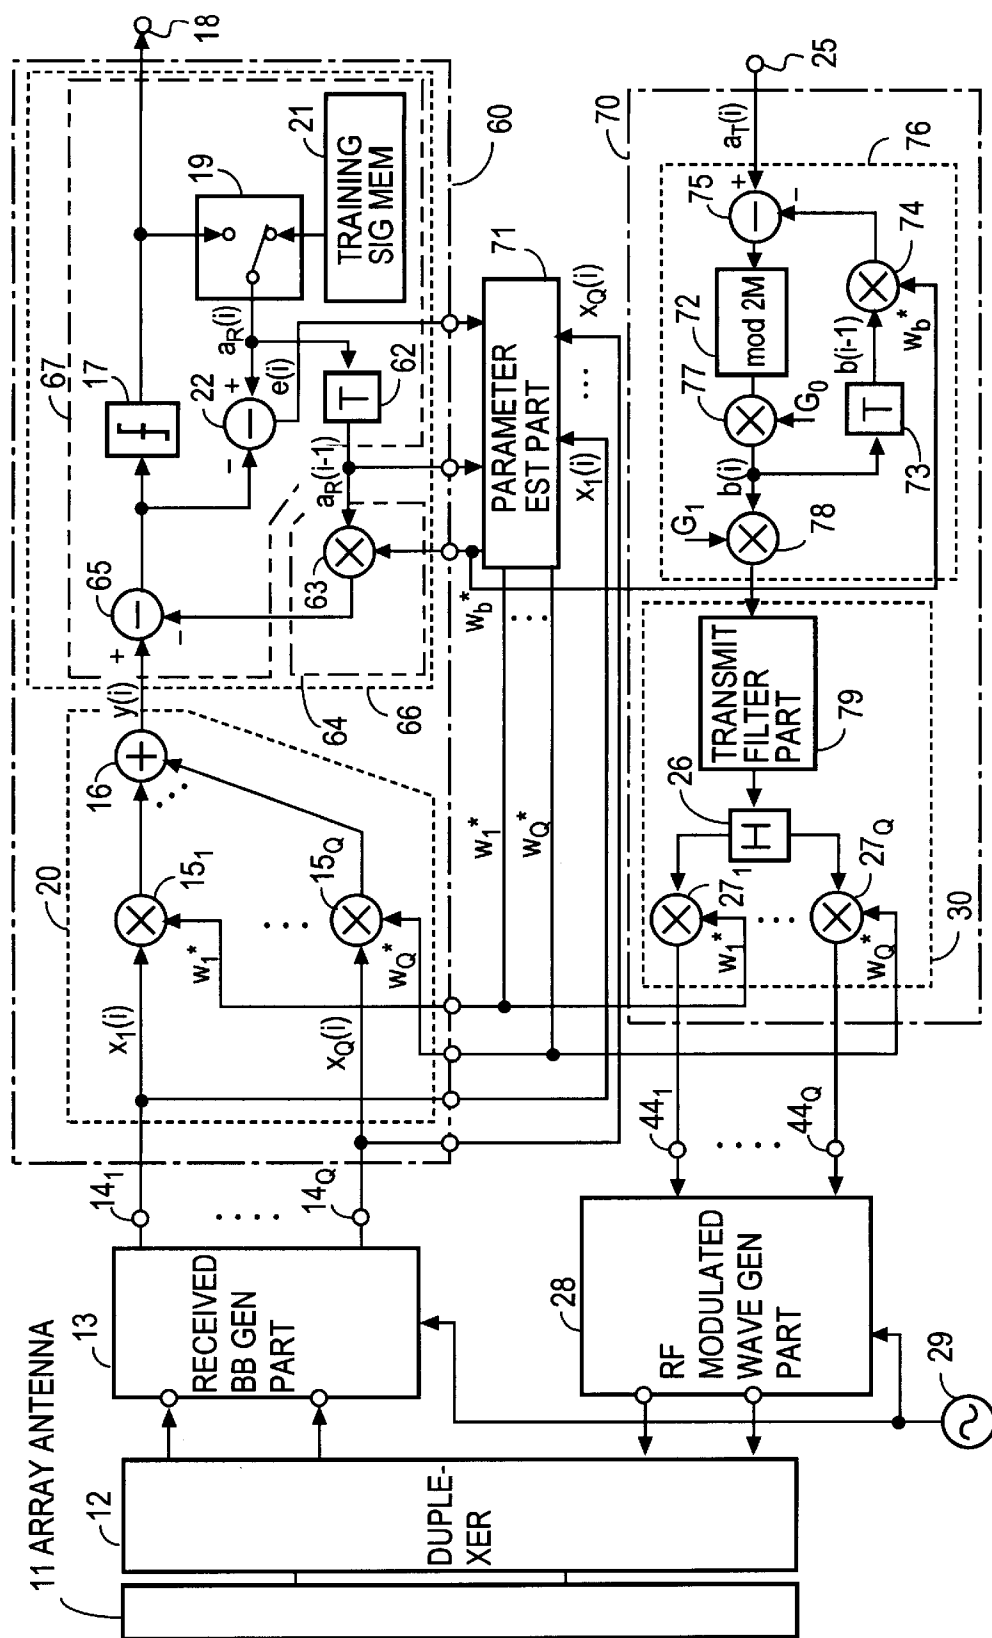 11 ARRAY ANTENNA
12
DUPLE-
XER
13
RECEIVED
BB GEN
PART
14₁
. . . .
14Q
x₁(i)
xQ(i)
20
15₁
w₁*
. . . .
15Q
wQ*
16
y(i)
+
−
65
67
17
18
22
−
+
e(i)
aR(i)
19
21
TRAINING
SIG MEM
T
62
aR(i-1)
63
64
66
60
71
PARAMETER
EST PART
x₁(i)
. . .
xQ(i)
wb*
w₁*
. . .
wQ*
70
aT(i)
25
75
+
−
76
72
mod 2M
74
wb*
77
G₀
b(i)
b(i-1)
T
73
G₁
78
TRANSMIT
FILTER
PART
79
26
H
27₁
w₁*
. . . .
27Q
wQ*
30
44₁
. . . .
44Q
28
RF
MODULATED
WAVE GEN
PART
29